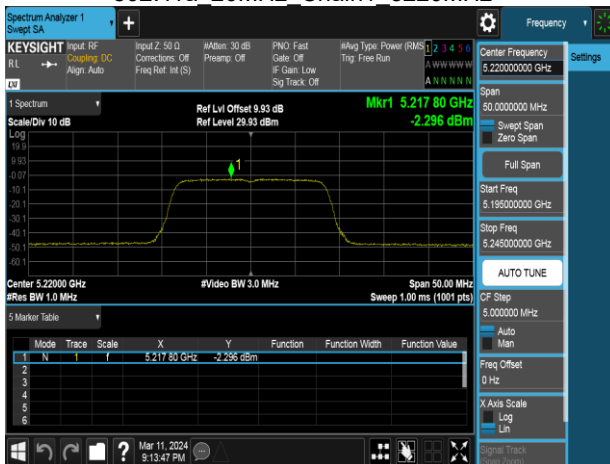 Spectrum Analyzer 1
Swept SA
+
Frequency
KEYSIGHT
RL
LXI
Input: RF
Coupling: DC
Align: Auto
Input Z: 50 Ω
Corrections: Off
Freq Ref: Int (S)
#Atten: 30 dB
Preamp: Off
PNO: Fast
Gate: Off
IF Gain: Low
Sig Track: Off
#Avg Type: Power (RMS
Trig: Free Run
1 2 3 4 5 6
A W W W W W
A N N N N N
1 Spectrum
Scale/Div 10 dB
Ref Lvl Offset 9.93 dB
Ref Level 29.93 dBm
Mkr1 5.217 80 GHz
-2.296 dBm
Log
19.9
9.93
-0.07
-10.1
-20.1
-30.1
-40.1
-50.1
-60.1
1
Center 5.22000 GHz
#Res BW 1.0 MHz
#Video BW 3.0 MHz
Span 50.00 MHz
Sweep 1.00 ms (1001 pts)
5 Marker Table
Mode Trace Scale X Y Function Function Width Function Value
1 N 1 f 5.217 80 GHz -2.296 dBm
2
3
4
5
6
Mar 11, 2024
9:13:47 PM
Center Frequency
5.220000000 GHz
Settings
Span
50.0000000 MHz
Swept Span
Zero Span
Full Span
Start Freq
5.195000000 GHz
Stop Freq
5.245000000 GHz
AUTO TUNE
CF Step
5.000000 MHz
Auto
Man
Freq Offset
0 Hz
X Axis Scale
Log
Lin
Signal Track
(Span Zoom)